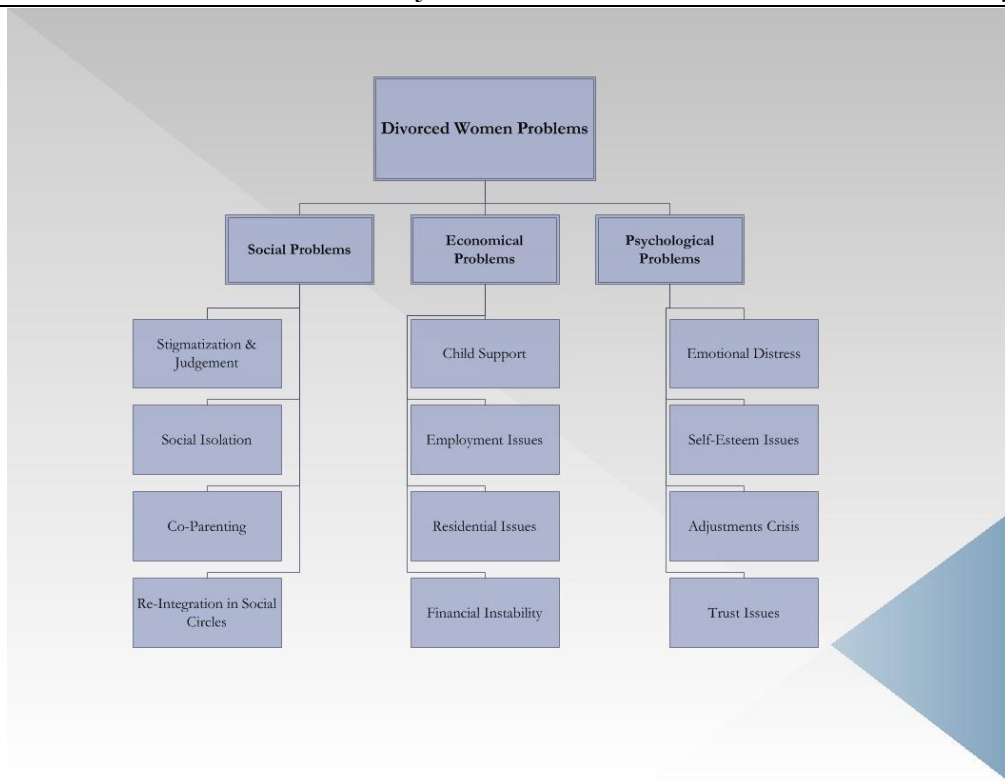 Divorced Women Problems
Social Problems
Economical
Problems
Psychological
Problems
Stigmatization &
Judgement
Child Support
Emotional Distress
Social Isolation
Employment Issues
Self-Esteem Issues
Co-Parenting
Residential Issues
Adjustments Crisis
Re-Integration in Social
Circles
Financial Instability
Trust Issues